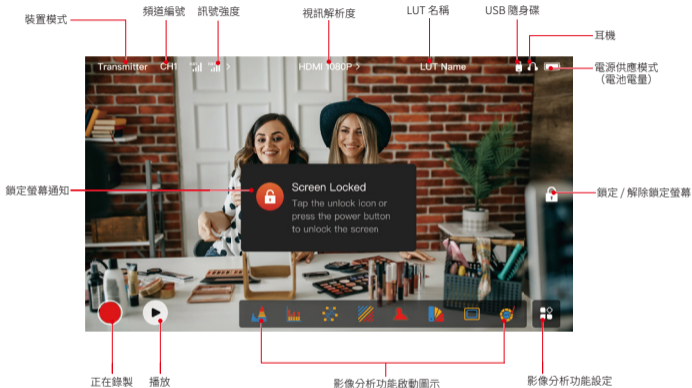 裝置模式
頻道編號
訊號強度
視訊解析度
LUT 名稱
USB 隨身碟
耳機
電源供應模式
（電池電量）
Transmitter
CH1
HDMI 1080P
LUT Name
鎖定螢幕通知
Screen Locked
Tap the unlock icon or
press the power button
to unlock the screen
鎖定 / 解除鎖定螢幕
正在錄製
播放
影像分析功能啟動圖示
影像分析功能設定